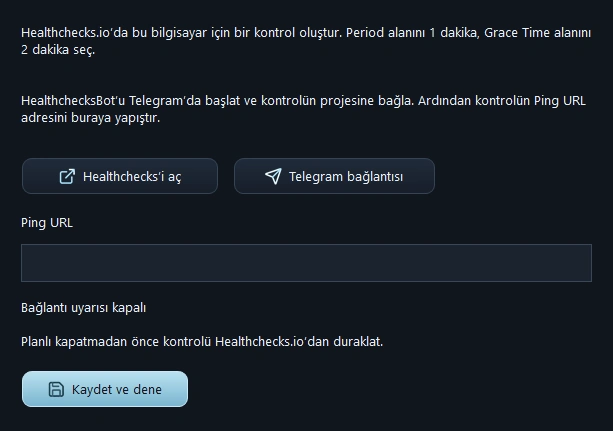 Healthchecks.io’da bu bilgisayar için bir kontrol oluştur. Period alanını 1 dakika, Grace Time alanını
2 dakika seç.
HealthchecksBot’u Telegram’da başlat ve kontrolün projesine bağla. Ardından kontrolün Ping URL
adresini buraya yapıştır.
Healthchecks’i aç
Telegram bağlantısı
Ping URL
Bağlantı uyarısı kapalı
Planlı kapatmadan önce kontrolü Healthchecks.io’dan duraklat.
Kaydet ve dene